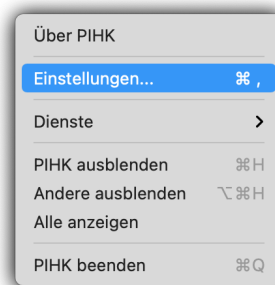 Über PIHK
Einstellungen... ⌘ ,
Dienste >
PIHK ausblenden ⌘H
Andere ausblenden ⌥⌘H
Alle anzeigen
PIHK beenden ⌘Q